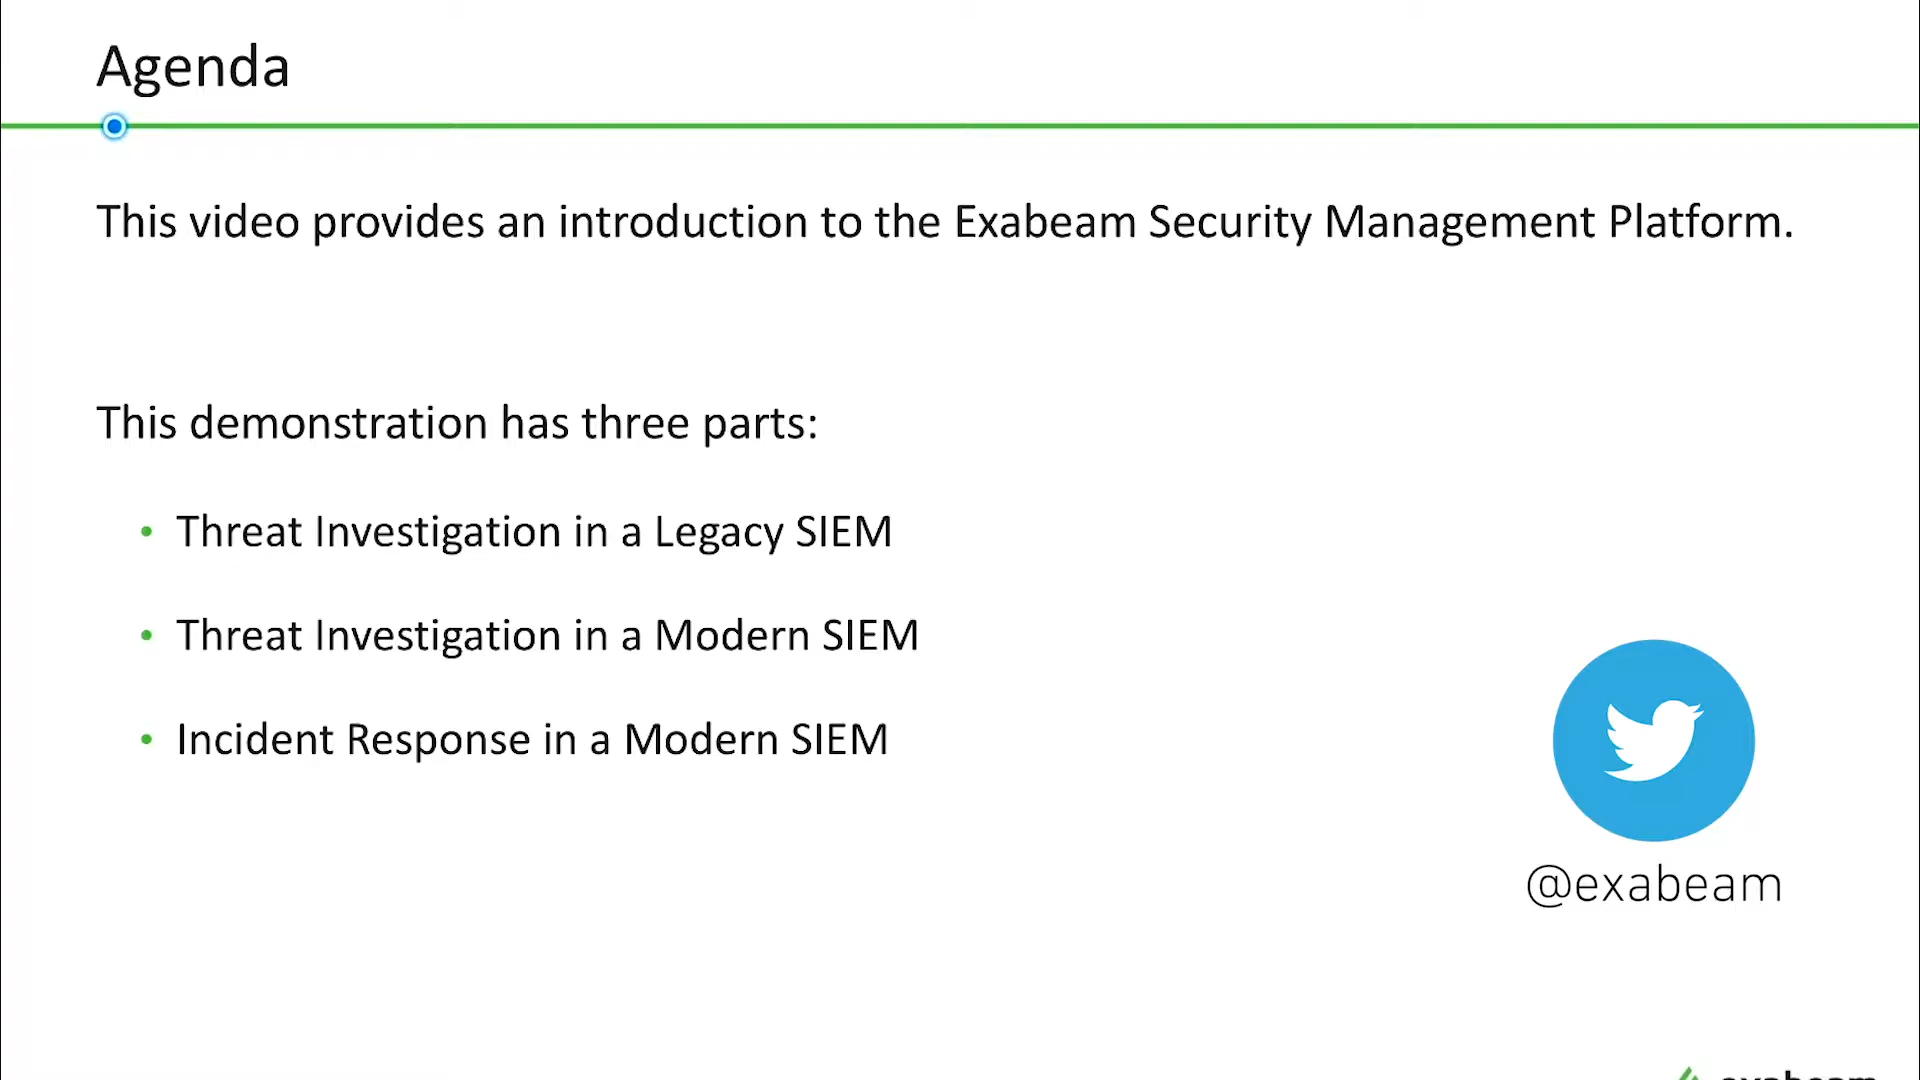 Agenda
This video provides an introduction to the Exabeam Security Management Platform.
This demonstration has three parts:
• Threat Investigation in a Legacy SIEM
• Threat Investigation in a Modern SIEM
• Incident Response in a Modern SIEM
@exabeam
exabeam